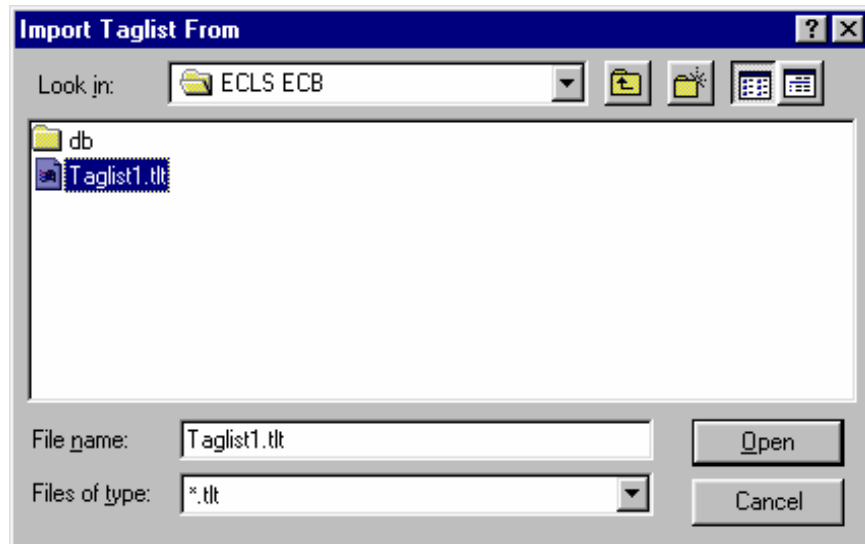 Import Taglist From
Look in: ECLS ECB
db
Taglist1.tlt
File name: Taglist1.tlt Open
Files of type: *.tlt Cancel